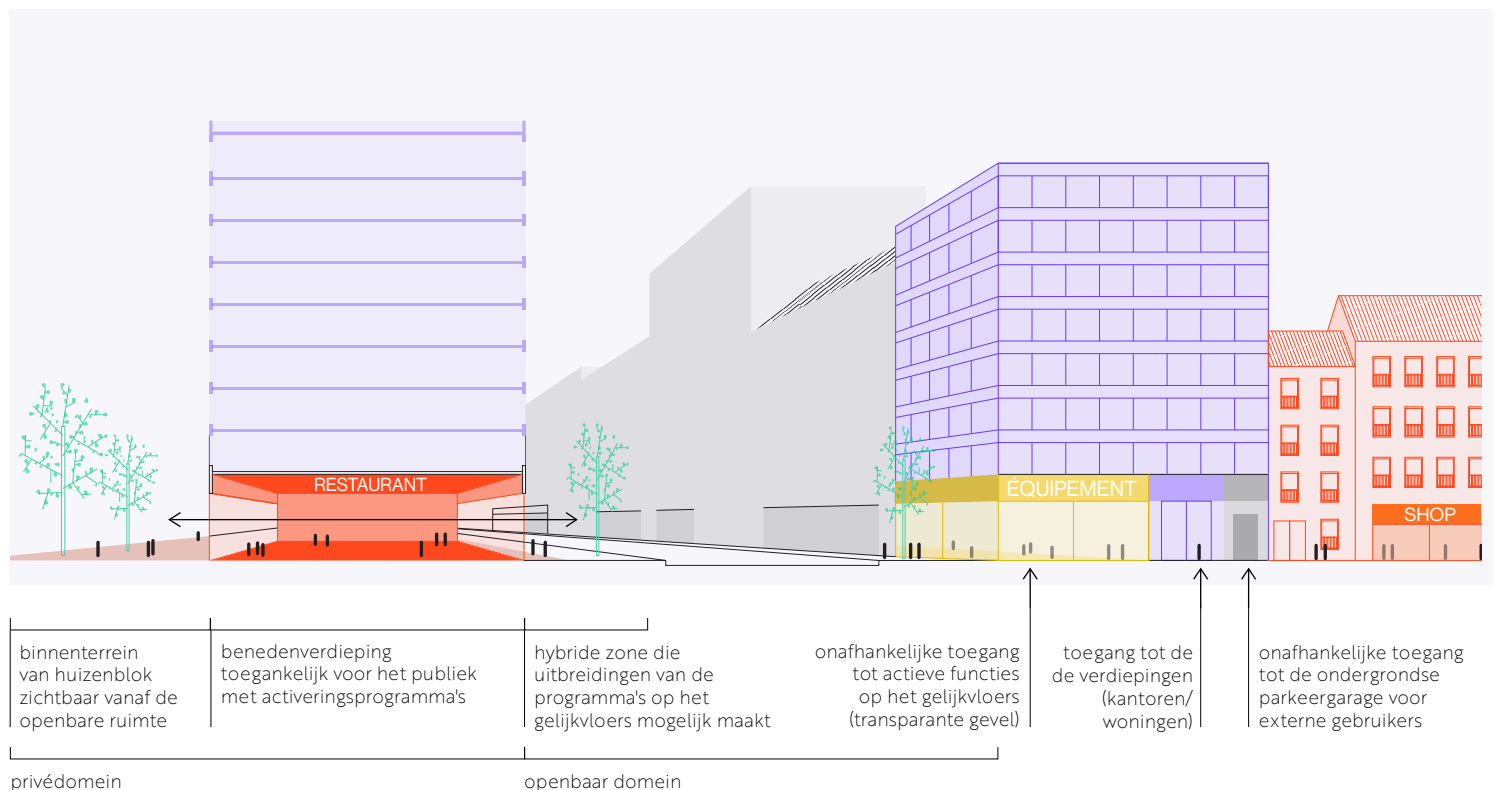 RESTAURANT
ÉQUIPEMENT
SHOP
binnenterrein
van huizenblok
zichtbaar vanaf de
openbare ruimte
benedenverdieping
toegankelijk voor het publiek
met activeringsprogramma's
hybride zone die
uitbreidingen van de
programma's op het
gelijkvloers mogelijk maakt
onafhankelijke toegang
tot actieve functies
op het gelijkvloers
(transparante gevel)
toegang tot de
de verdiepingen
(kantoren/
woningen)
onafhankelijke toegang
tot de ondergrondse
parkeergarage voor
externe gebruikers
privédomein
openbaar domein